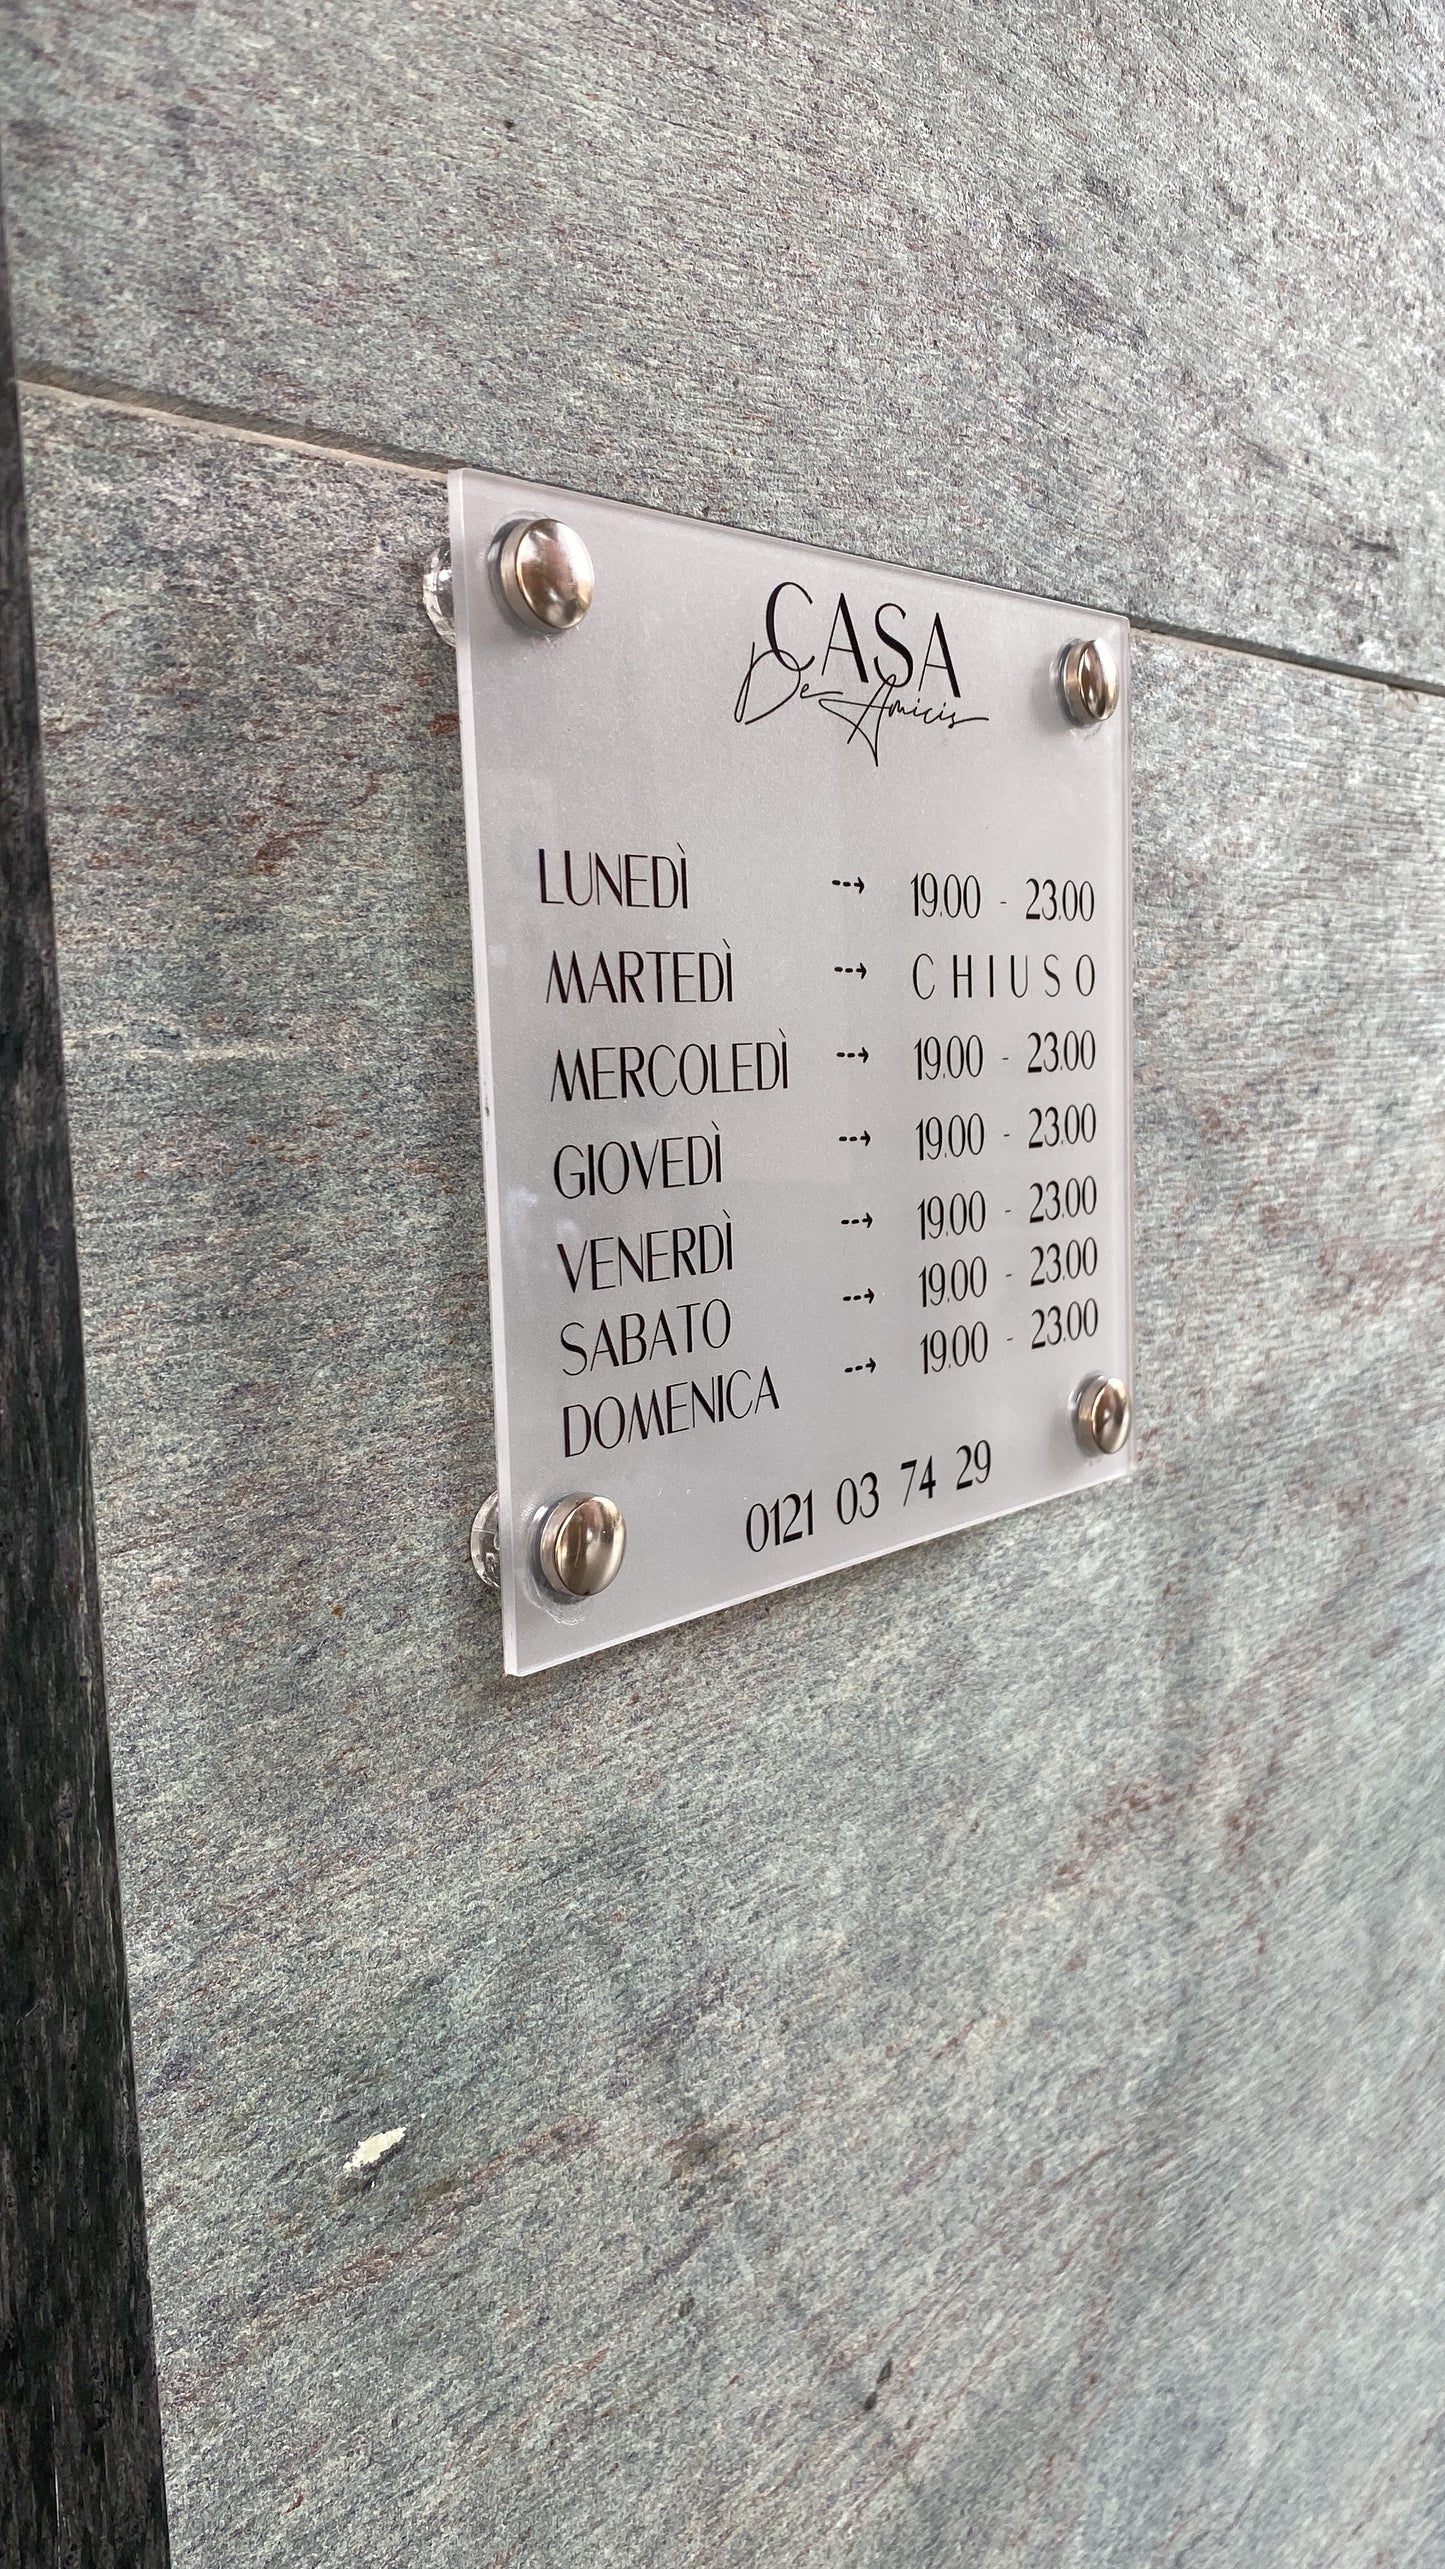 CASA
De Amicis
LUNEDÌ ⇢ 19.00 - 23.00
MARTEDÌ ⇢ CHIUSO
MERCOLEDÌ ⇢ 19.00 - 23.00
GIOVEDÌ ⇢ 19.00 - 23.00
VENERDÌ ⇢ 19.00 - 23.00
SABATO ⇢ 19.00 - 23.00
DOMENICA ⇢ 19.00 - 23.00
0121 03 74 29